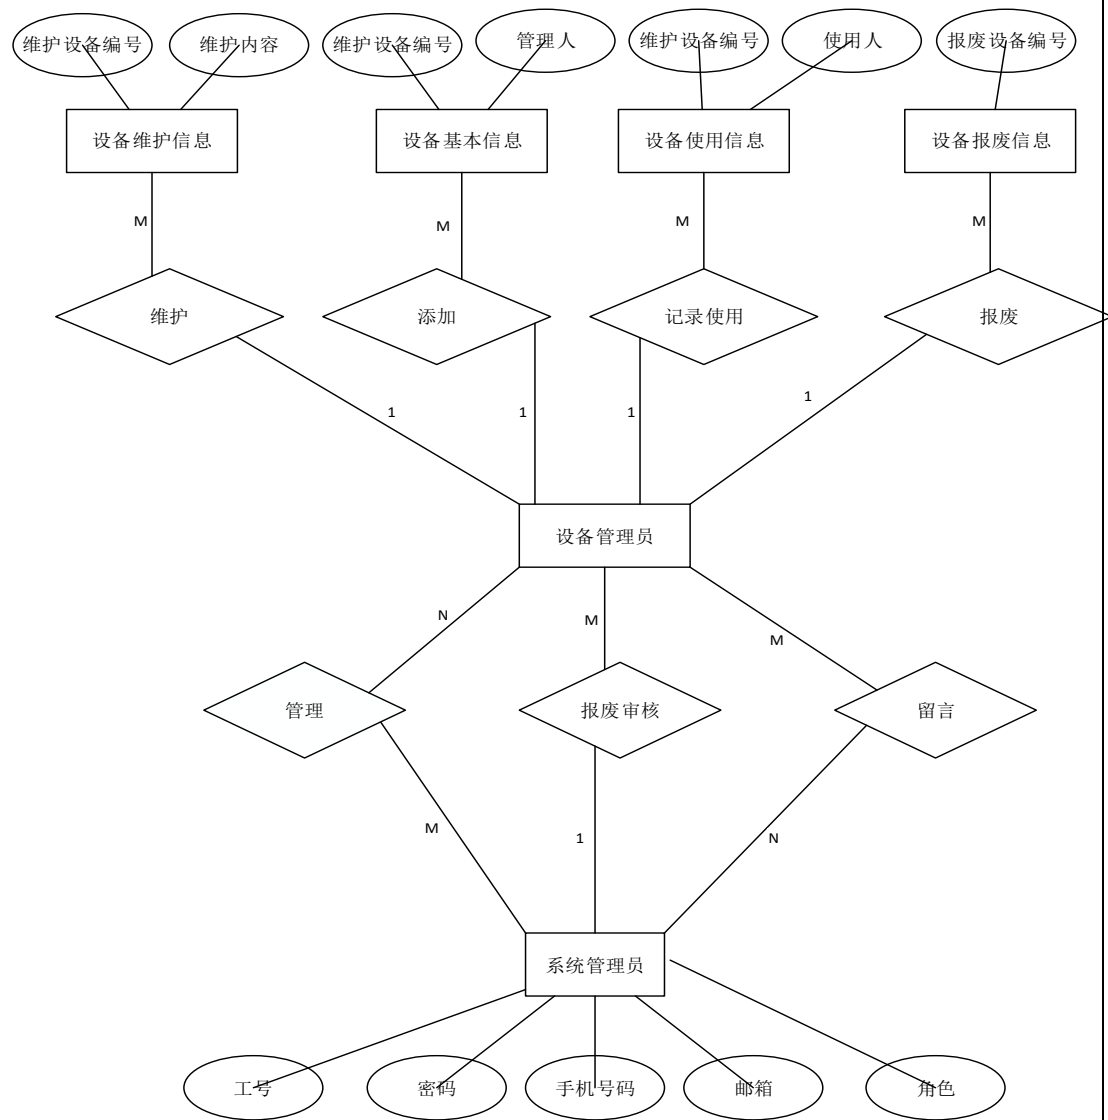 维护设备编号
维护内容
维护设备编号
管理人
维护设备编号
使用人
报废设备编号
设备维护信息
设备基本信息
设备使用信息
设备报废信息
M
M
M
M
维护
添加
记录使用
报废
1
1
1
1
设备管理员
N
M
M
管理
报废审核
留言
M
1
N
系统管理员
工号
密码
手机号码
邮箱
角色